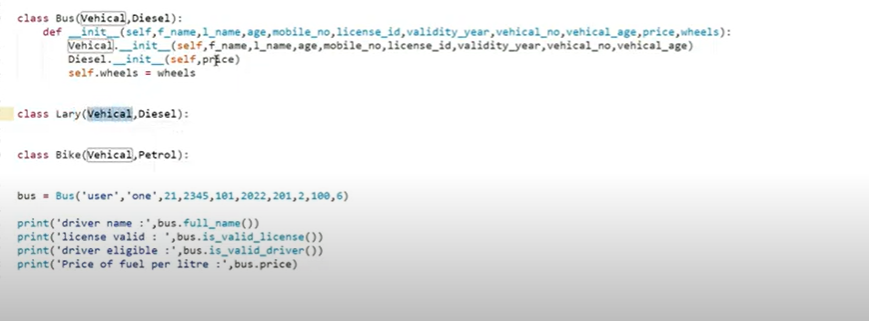 class Bus(Vehical,Diesel):
    def __init__(self,f_name,l_name,age,mobile_no,license_id,validity_year,vehical_no,vehical_age,price,wheels):
        Vehical.__init__(self,f_name,l_name,age,mobile_no,license_id,validity_year,vehical_no,vehical_age)
        Diesel.__init__(self,price)
        self.wheels = wheels
class Lary(Vehical,Diesel):
class Bike(Vehical,Petrol):
bus = Bus('user','one',21,2345,101,2022,201,2,100,6)
print('driver name :',bus.full_name())
print('license valid : ',bus.is_valid_license())
print('driver eligible :',bus.is_valid_driver())
print('Price of fuel per litre :',bus.price)